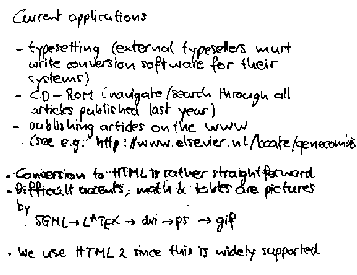 Current applications
- typesetting (external typesetters must
write conversion software for their
systems)
- CD-ROM (navigate/search through all
articles published last year)
- publishing articles on the WWW
(see e.g. "http://www.elsevier.nl/locate/
- Conversion to HTML is rather straightforward
- Difficult accents, math & tables are pictures
by
SGML → LATEX → dvi → ps → gif
- We use HTML 2 since this is widely supported